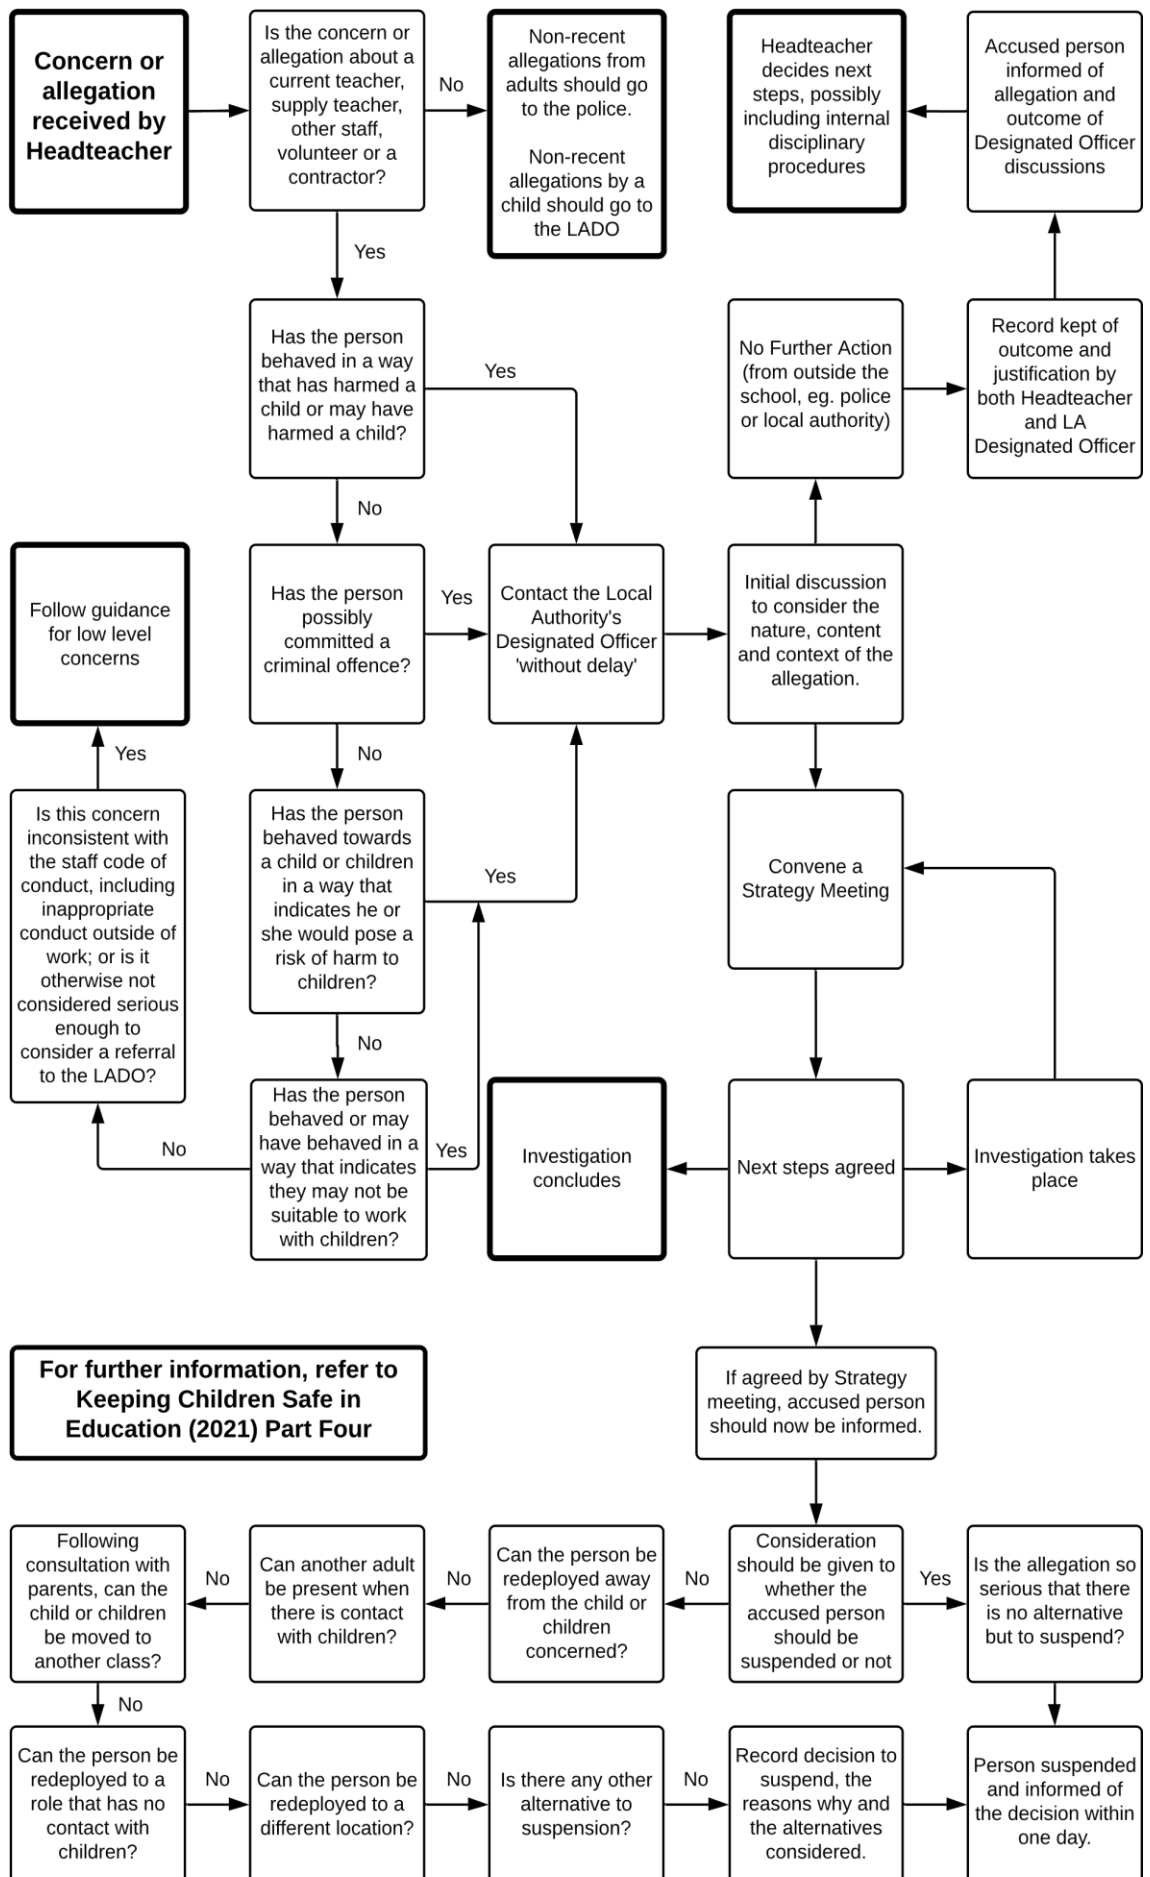 Concern or
allegation
received by
Headteacher
Is the concern or
allegation about a
current teacher,
supply teacher,
other staff,
volunteer or a
contractor?
No
Non-recent
allegations from
adults should go
to the police.
Non-recent
allegations by a
child should go to
the LADO
Headteacher
decides next
steps, possibly
including internal
disciplinary
procedures
Accused person
informed of
allegation and
outcome of
Designated Officer
discussions
Yes
Has the person
behaved in a way
that has harmed a
child or may have
harmed a child?
Yes
No Further Action
(from outside the
school, eg. police
or local authority)
Record kept of
outcome and
justification by
both Headteacher
and LA
Designated Officer
No
Follow guidance
for low level
concerns
Has the person
possibly
committed a
criminal offence?
Yes
Contact the Local
Authority's
Designated Officer
'without delay'
Initial discussion
to consider the
nature, content
and context of the
allegation.
Yes
No
Is this concern
inconsistent with
the staff code of
conduct, including
inappropriate
conduct outside of
work; or is it
otherwise not
considered serious
enough to
consider a referral
to the LADO?
Has the person
behaved towards
a child or children
in a way that
indicates he or
she would pose a
risk of harm to
children?
Yes
Convene a
Strategy Meeting
No
No
Has the person
behaved or may
have behaved in a
way that indicates
they may not be
suitable to work
with children?
Yes
Investigation
concludes
Next steps agreed
Investigation takes
place
For further information, refer to
Keeping Children Safe in
Education (2021) Part Four
If agreed by Strategy
meeting, accused person
should now be informed.
Following
consultation with
parents, can the
child or children
be moved to
another class?
No
Can another adult
be present when
there is contact
with children?
No
Can the person be
redeployed away
from the child or
children
concerned?
No
Consideration
should be given to
whether the
accused person
should be
suspended or not
Yes
Is the allegation so
serious that there
is no alternative
but to suspend?
No
Can the person be
redeployed to a
role that has no
contact with
children?
No
Can the person be
redeployed to a
different location?
No
Is there any other
alternative to
suspension?
No
Record decision to
suspend, the
reasons why and
the alternatives
considered.
Person suspended
and informed of
the decision within
one day.